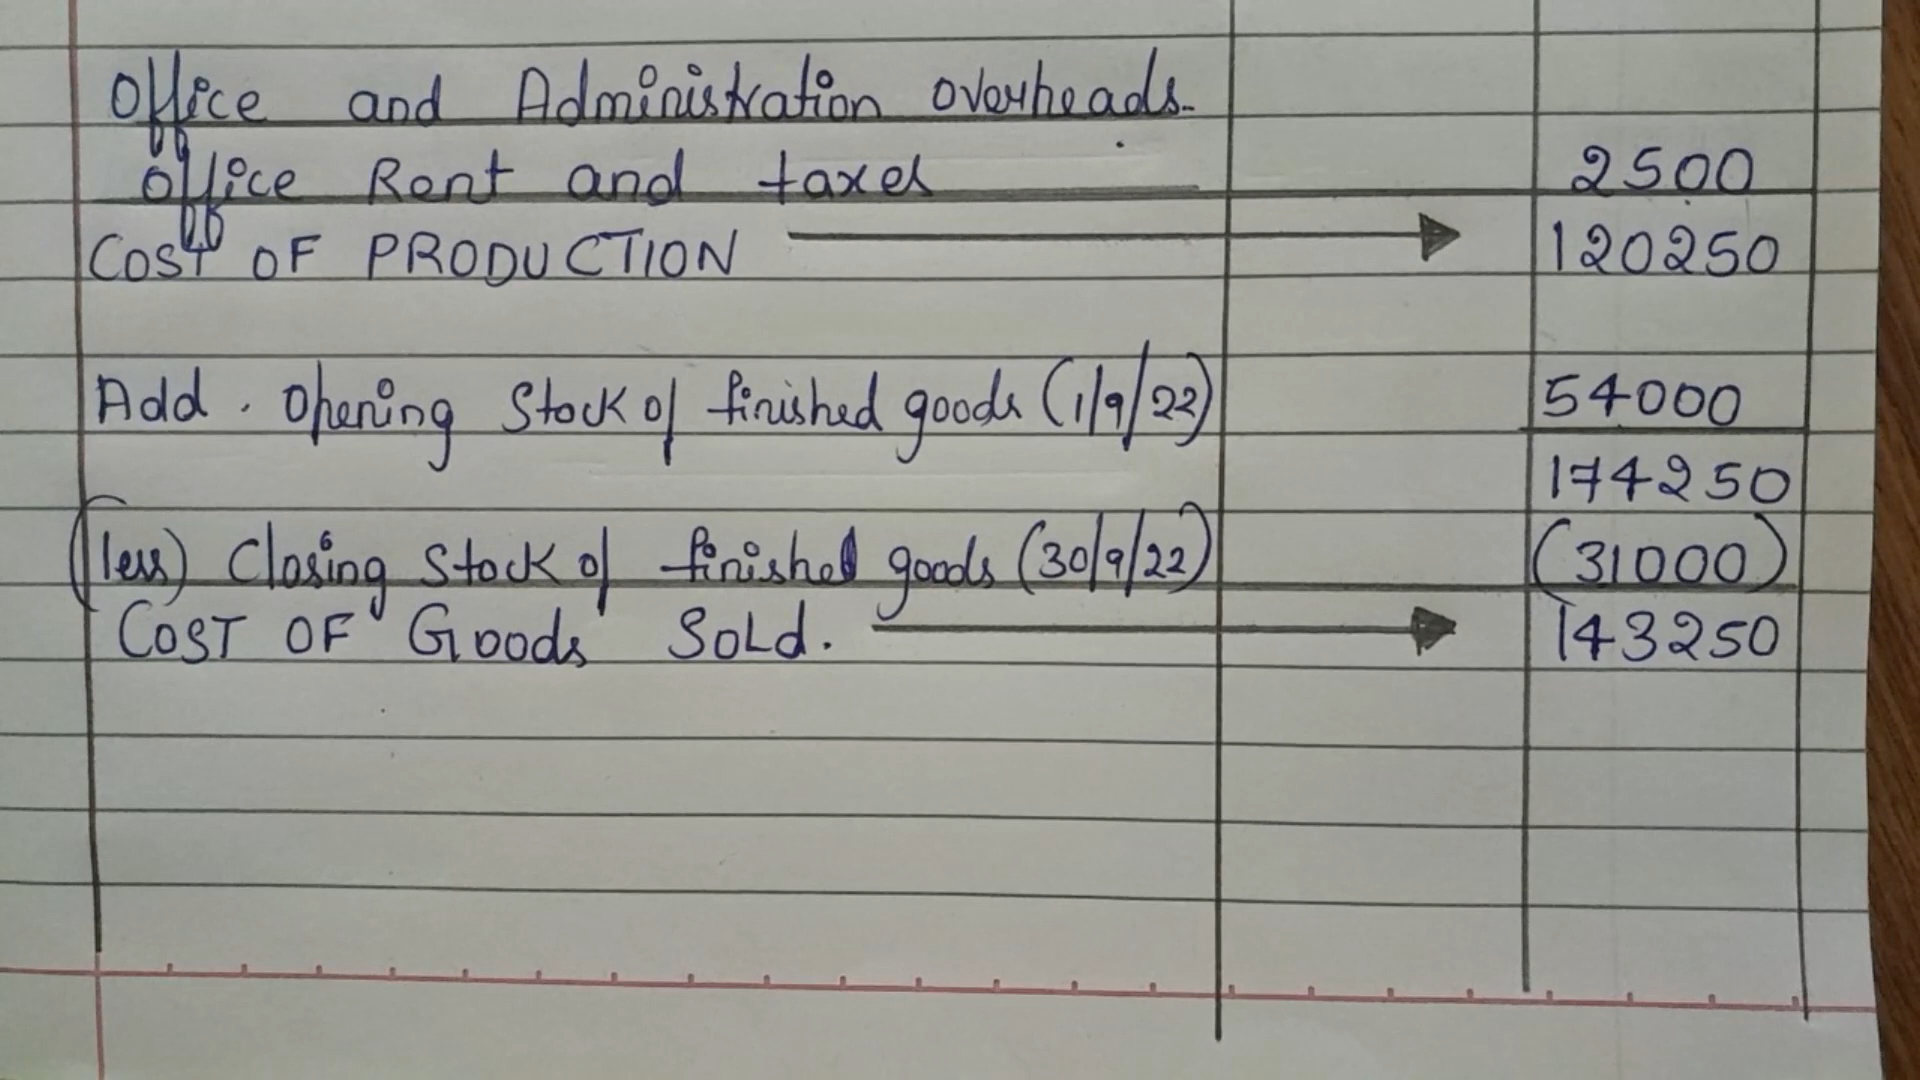 Office and Administration overheads.
Office Rent and taxes 2500
COST OF PRODUCTION 120250
Add. Opening Stock of finished goods (1/9/22) 54000
174250
(less) Closing Stock of finished goods (30/9/22) (31000)
COST OF Goods SOLD. 143250